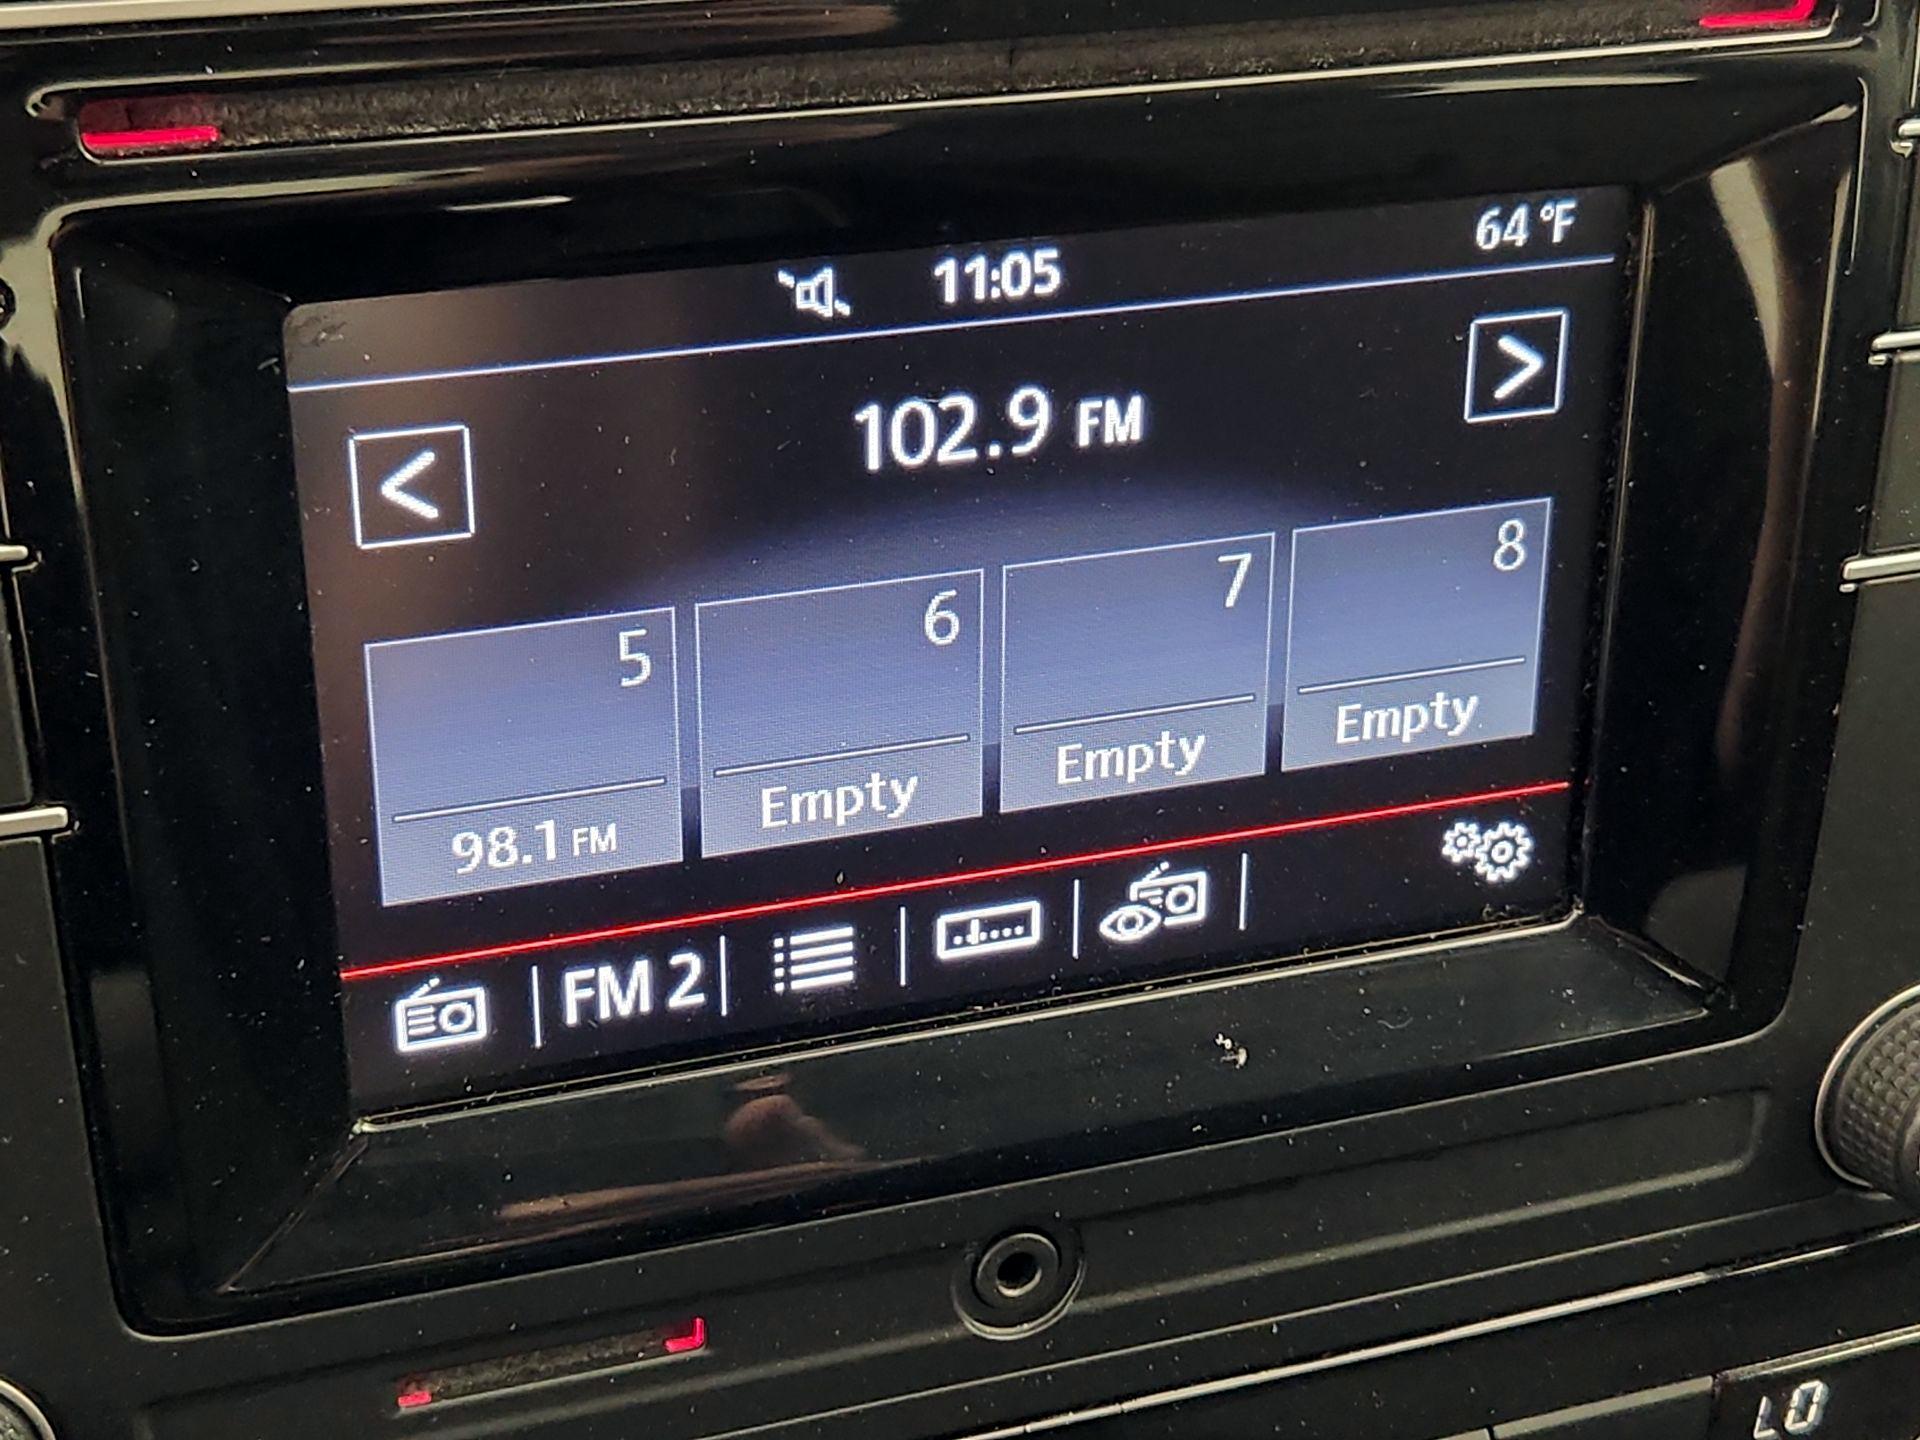 11:05
64 °F
<
102.9 FM
>
5
6
7
8
98.1 FM
Empty
Empty
Empty
FM 2
LO